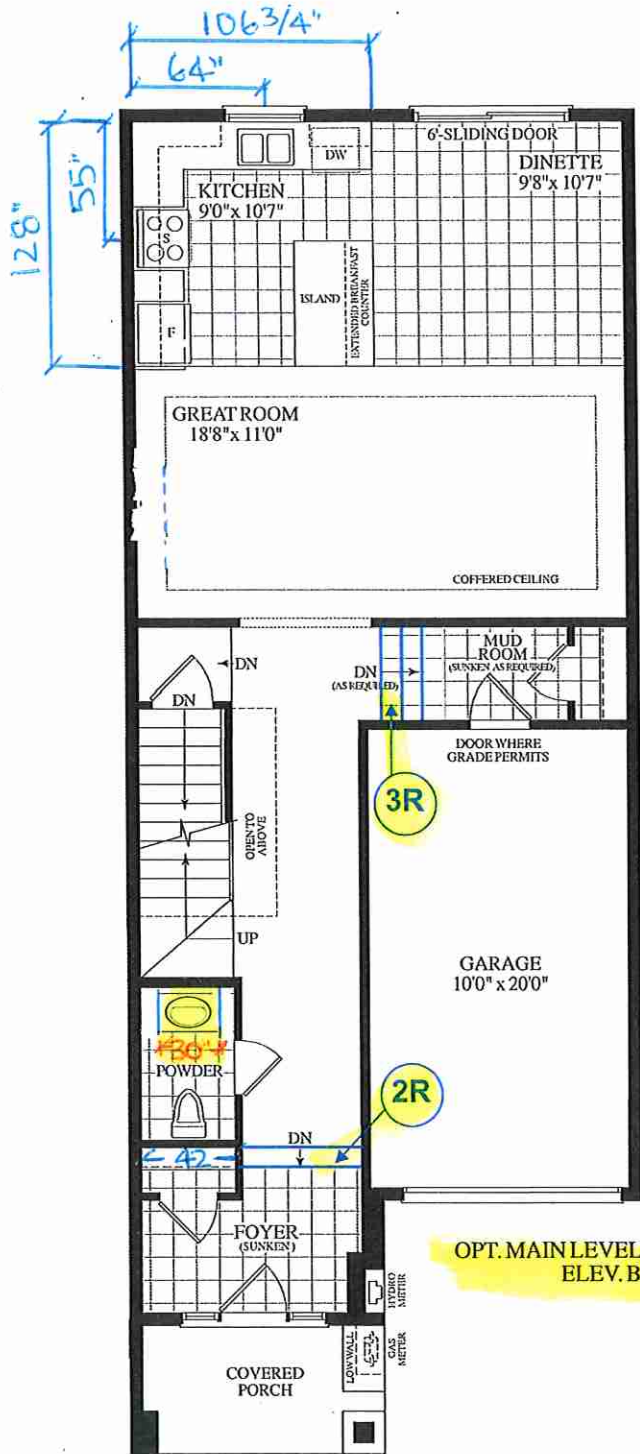 106 3/4"
64"
128"
55"
6'-SLIDING DOOR
DW
DINETTE
9'8" x 10'7"
KITCHEN
9'0" x 10'7"
S
ISLAND
EXTENDED BREAKFAST
COUNTER
F
GREAT ROOM
18'8" x 11'0"
COFFERED CEILING
MUD
ROOM
(SUNKEN AS REQUIRED)
DN
DN
(AS REQUIRED)
DN
DOOR WHERE
GRADE PERMITS
3R
OPEN TO
ABOVE
UP
GARAGE
10'0" x 20'0"
30"
POWDER
2R
DN
42
FOYER
(SUNKEN)
OPT. MAIN LEVEL
ELEV. B
HYDRO
METER
LOW WALL
GAS
METER
COVERED
PORCH